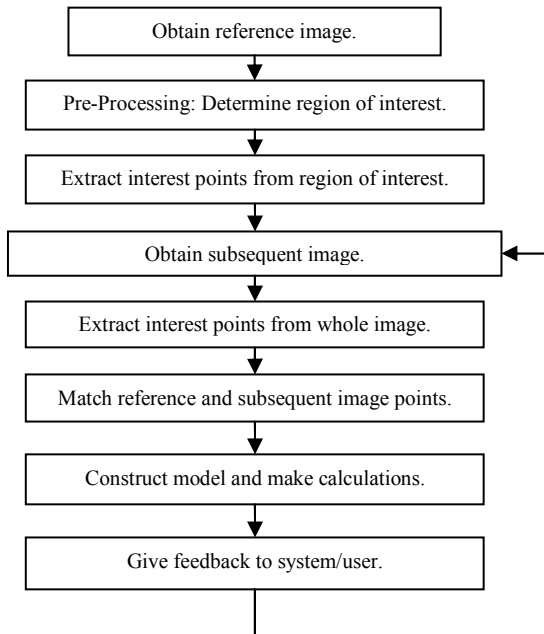 Obtain reference image.
Pre-Processing: Determine region of interest.
Extract interest points from region of interest.
Obtain subsequent image.
Extract interest points from whole image.
Match reference and subsequent image points.
Construct model and make calculations.
Give feedback to system/user.